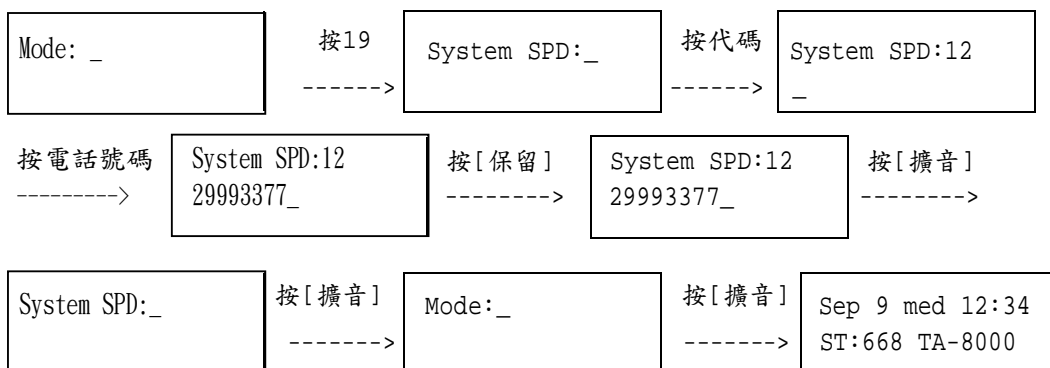 Mode: _
按19
------>
System SPD:_
按代碼
------>
System SPD:12
_
按電話號碼
--------->
System SPD:12
29993377_
按[保留]
-------->
System SPD:12
29993377_
按[擴音]
-------->
System SPD:_
按[擴音]
------->
Mode:_
按[擴音]
------->
Sep 9 med 12:34
ST:668 TA-8000